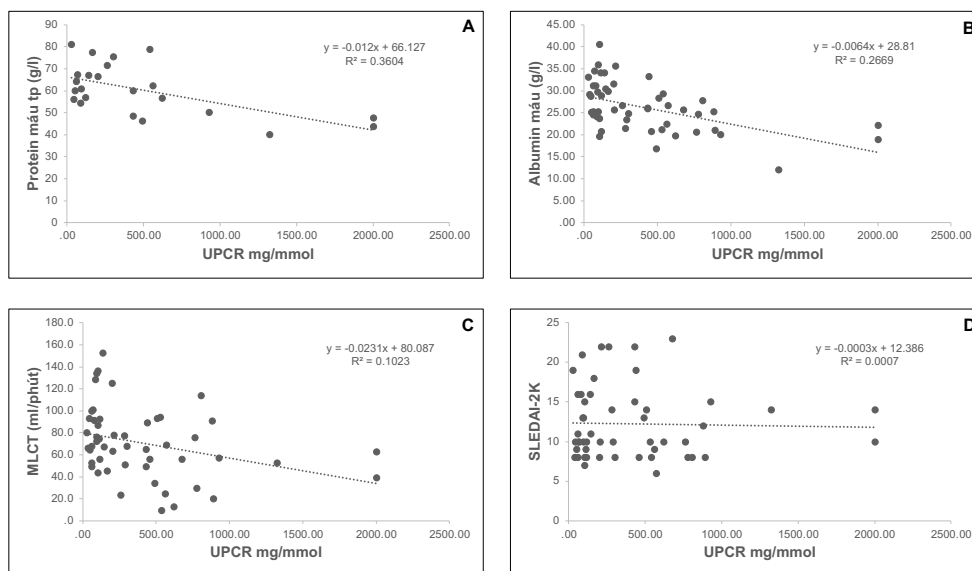 A
Protein máu tp (g/l)
90
80
70
60
50
40
30
20
10
0
y = -0.012x + 66.127
R² = 0.3604
.00 500.00 1000.00 1500.00 2000.00 2500.00
UPCR mg/mmol
B
Albumin máu (g/l)
45.00
40.00
35.00
30.00
25.00
20.00
15.00
10.00
5.00
0.00
y = -0.0064x + 28.81
R² = 0.2669
.00 500.00 1000.00 1500.00 2000.00 2500.00
UPCR mg/mmol
C
MLCT (ml/phút)
180.0
160.0
140.0
120.0
100.0
80.0
60.0
40.0
20.0
.0
y = -0.0231x + 80.087
R² = 0.1023
.00 500.00 1000.00 1500.00 2000.00 2500.00
UPCR mg/mmol
D
SLEDAI-2K
25
20
15
10
5
0
y = -0.0003x + 12.386
R² = 0.0007
.00 500.00 1000.00 1500.00 2000.00 2500.00
UPCR mg/mmol